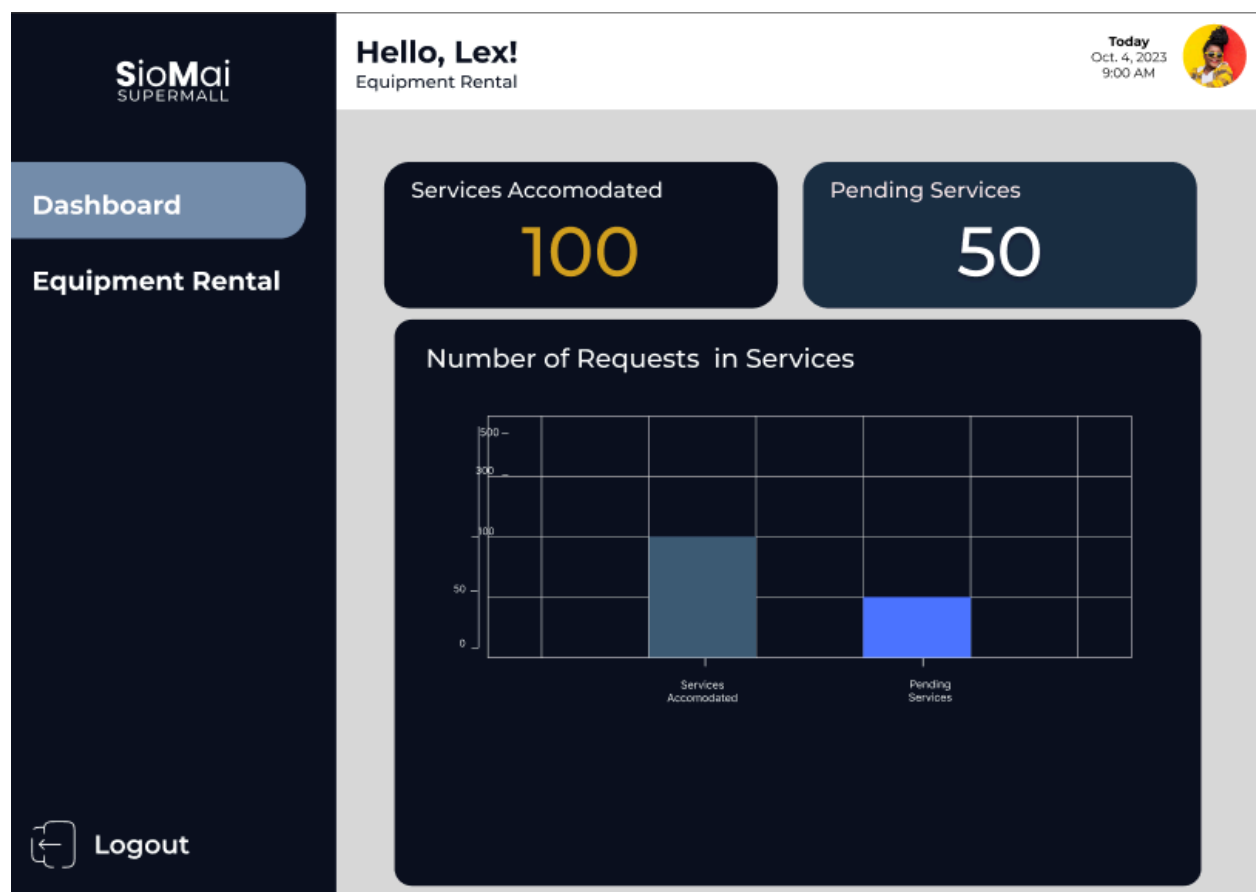 SioMai
SUPERMALL
Dashboard
Equipment Rental
Logout
Hello, Lex!
Equipment Rental
Today
Oct. 4, 2023
9:00 AM
Services Accomodated
100
Pending Services
50
Number of Requests in Services
500
300
100
50
0
Services
Accomodated
Pending
Services